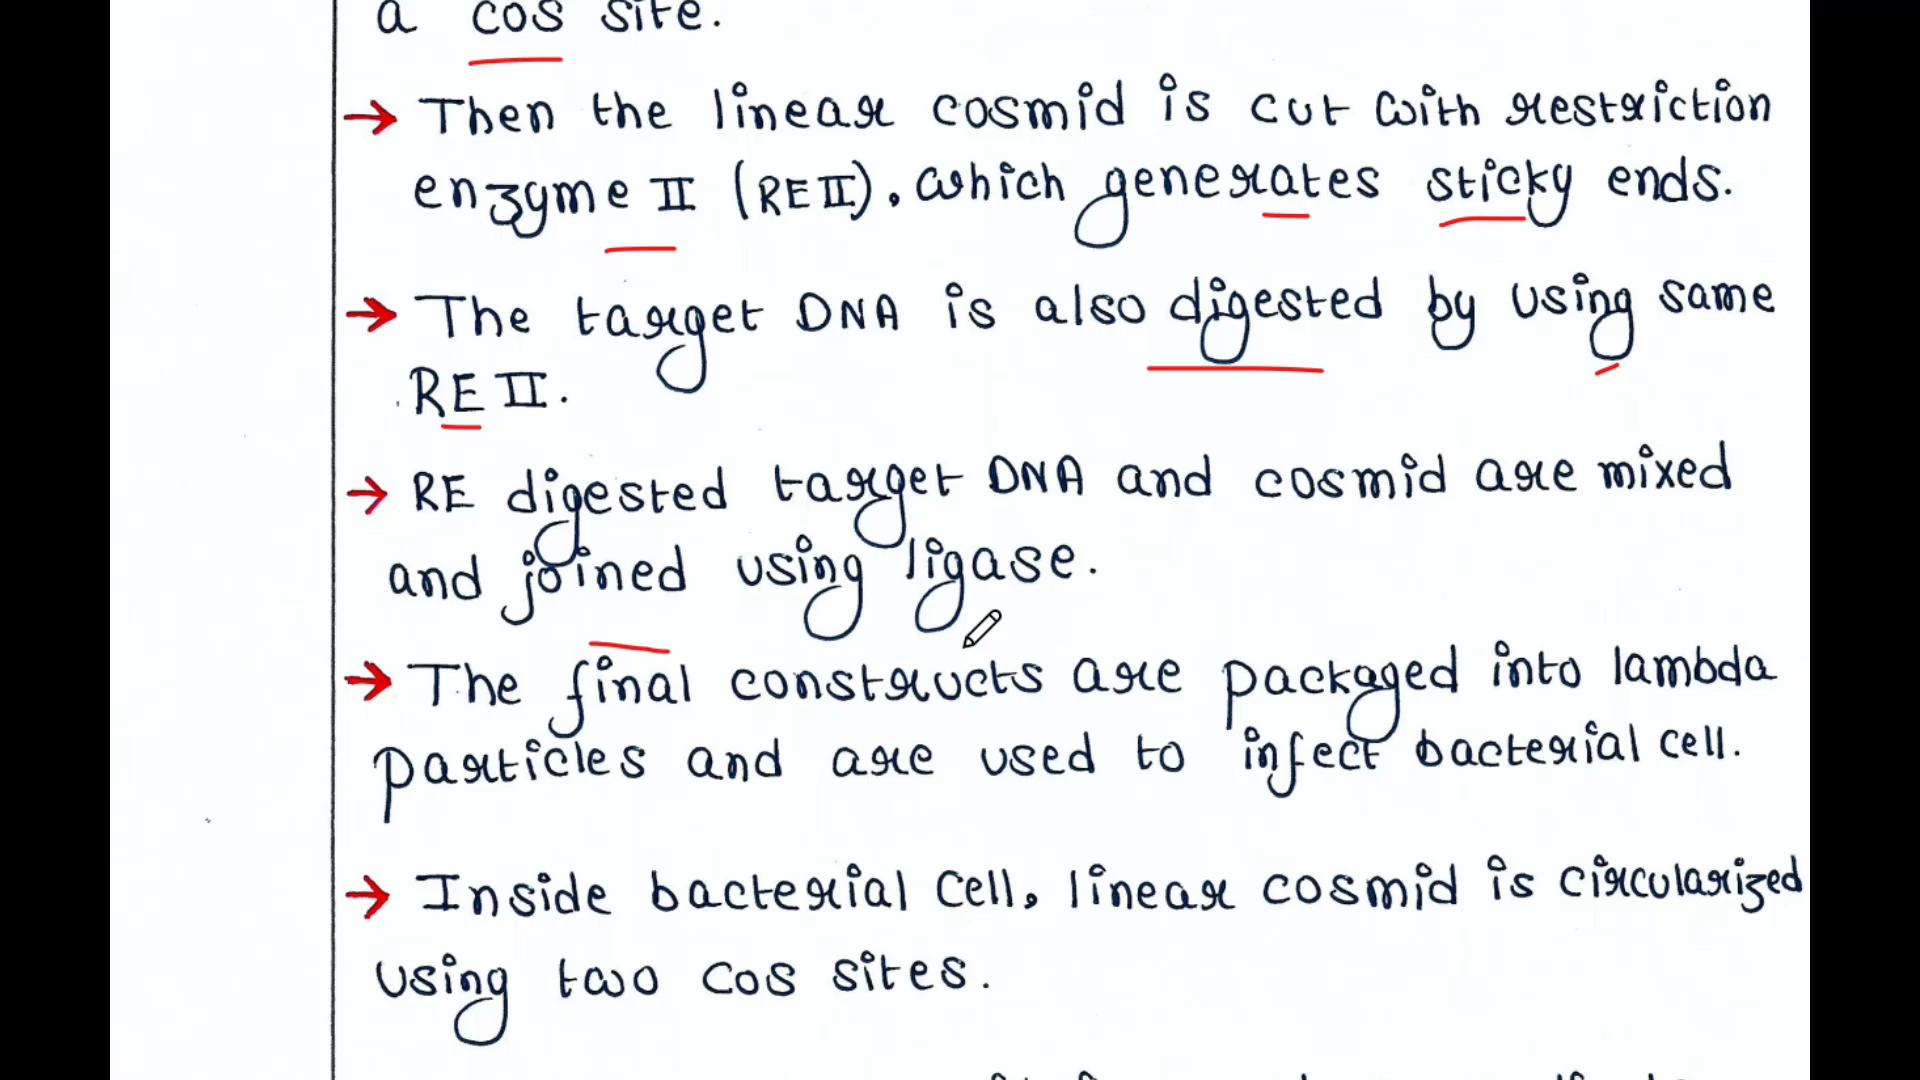 a cos site.
→ Then the linear cosmid is cut with restriction
enzyme II (RE II), which generates sticky ends.
→ The target DNA is also digested by using same
RE II.
→ RE digested target DNA and cosmid are mixed
and joined using ligase.
→ The final constructs are packaged into lambda
particles and are used to infect bacterial cell.
→ Inside bacterial cell, linear cosmid is circularized
using two cos sites.